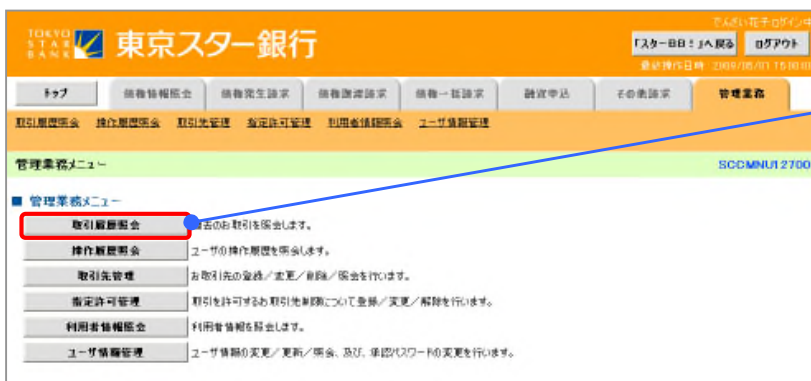 でんさい花子ログイン中
TOKYO STAR BANK 東京スター銀行
「スターBB!」へ戻る ログアウト
最終操作日時 2009/05/01 15:00:00
トップ 債権情報照会 債権発生請求 債権譲渡請求 債権一括請求 融資申込 その他請求 管理業務
取引履歴照会 操作履歴照会 取引先管理 指定許可管理 利用者情報照会 ユーザ情報管理
管理業務メニュー SCCMNU12700
■ 管理業務メニュー
取引履歴照会 過去のお取引を照会します。
操作履歴照会 ユーザの操作履歴を照会します。
取引先管理 お取引先の登録/変更/削除/照会を行います。
指定許可管理 取引を許可するお取引先制限について登録/変更/解除を行います。
利用者情報照会 利用者情報を照会します。
ユーザ情報管理 ユーザ情報の変更/更新/照会、及び、承認パスワードの変更を行います。